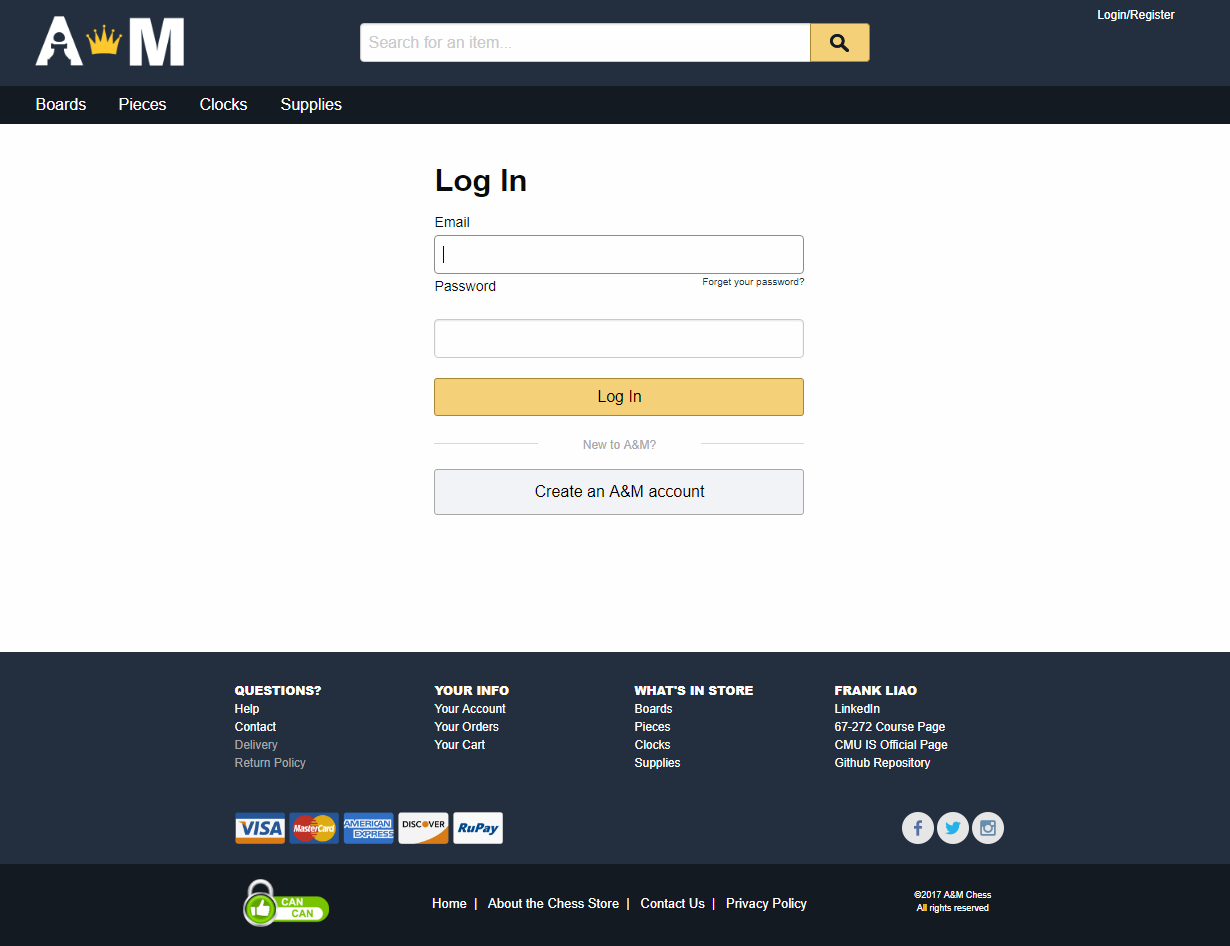 A M
Login/Register
Search for an item...
Boards Pieces Clocks Supplies
Log In
Email
Password Forget your password?
Log In
New to A&M?
Create an A&M account
QUESTIONS?
Help
Contact
Delivery
Return Policy
YOUR INFO
Your Account
Your Orders
Your Cart
WHAT'S IN STORE
Boards
Pieces
Clocks
Supplies
FRANK LIAO
LinkedIn
67-272 Course Page
CMU IS Official Page
Github Repository
VISA MasterCard AMERICAN EXPRESS DISCOVER RuPay
CAN
CAN
Home | About the Chess Store | Contact Us | Privacy Policy
©2017 A&M Chess
All rights reserved